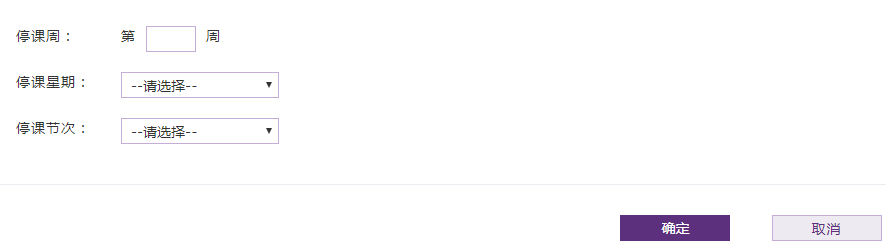 停课周： 第 周
停课星期： --请选择--
停课节次： --请选择--
确定 取消